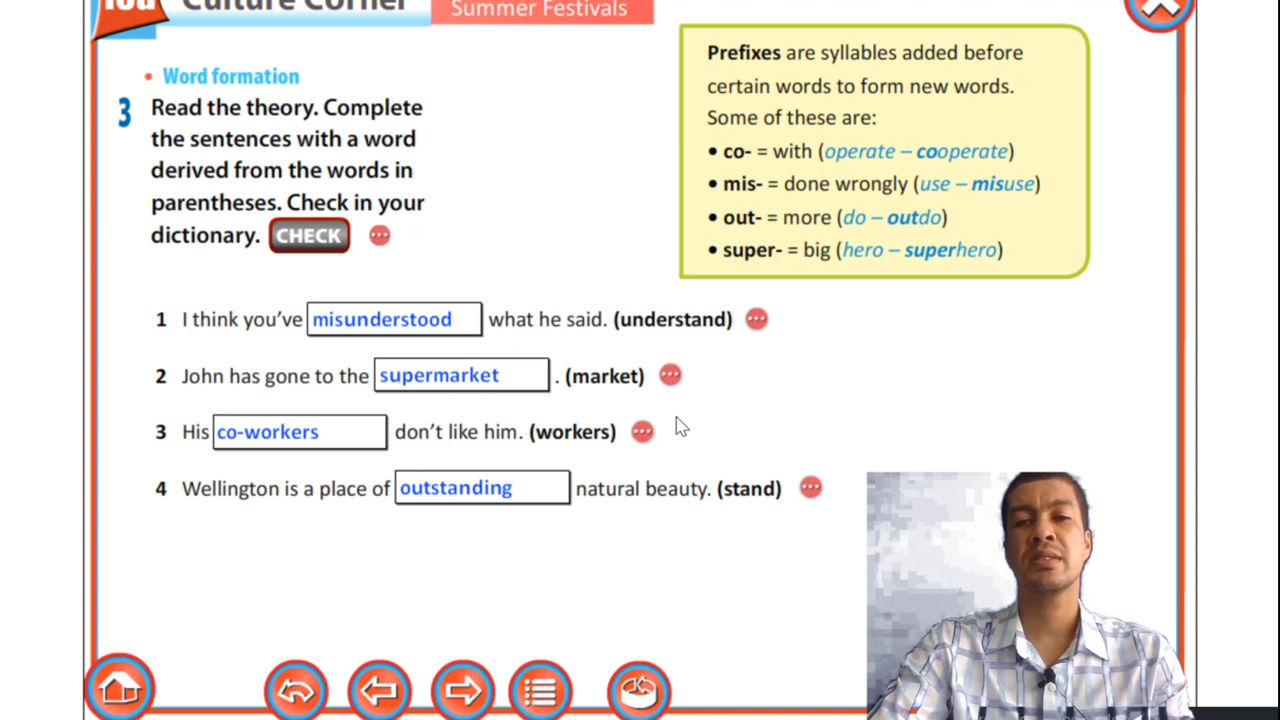 10d Culture Corner
Summer Festivals
• Word formation
3 Read the theory. Complete
the sentences with a word
derived from the words in
parentheses. Check in your
dictionary. CHECK
Prefixes are syllables added before
certain words to form new words.
Some of these are:
• co- = with (operate – cooperate)
• mis- = done wrongly (use – misuse)
• out- = more (do – outdo)
• super- = big (hero – superhero)
1 I think you’ve misunderstood what he said. (understand)
2 John has gone to the supermarket . (market)
3 His co-workers don’t like him. (workers)
4 Wellington is a place of outstanding natural beauty. (stand)